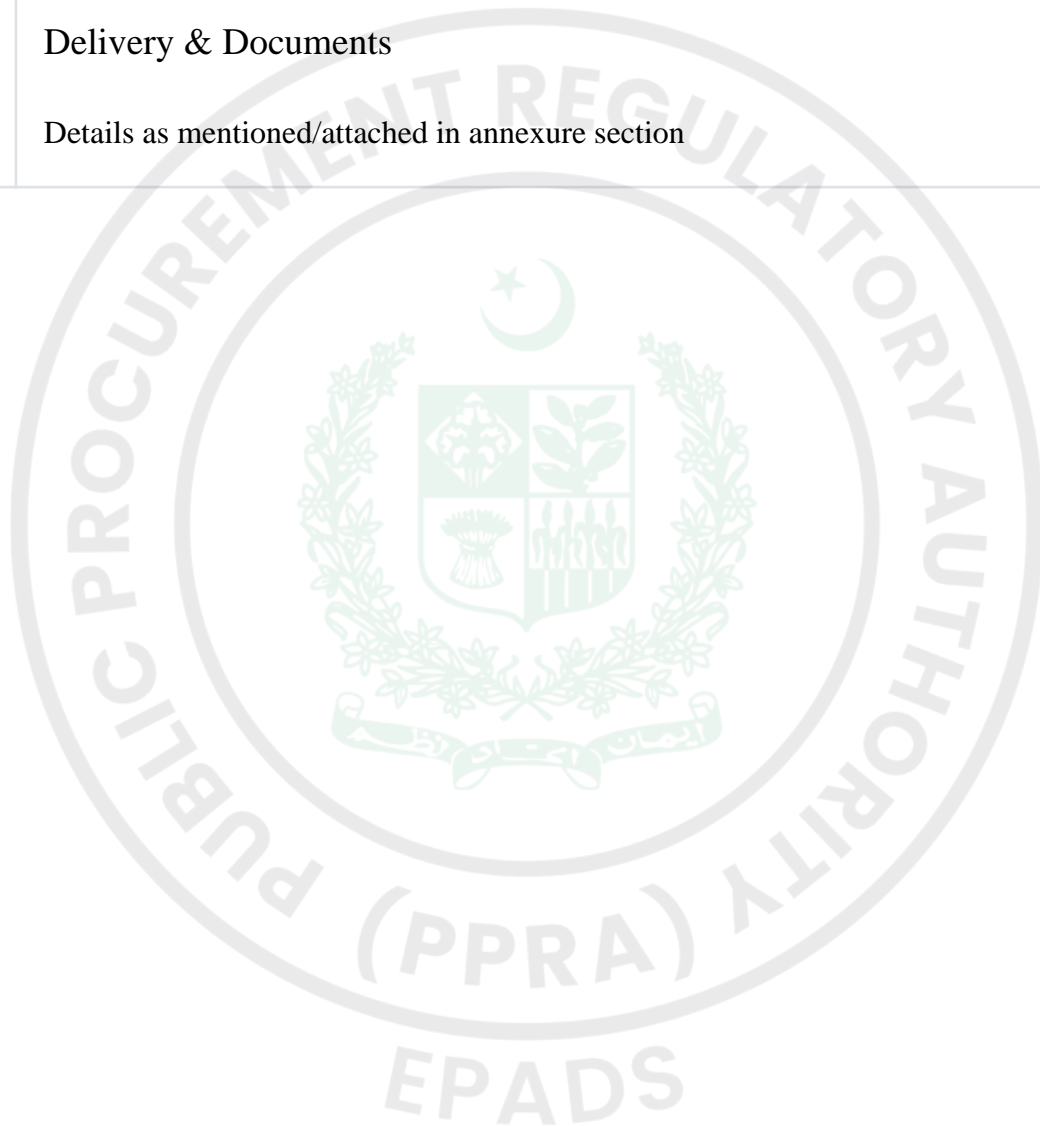 Delivery & Documents
Details as mentioned/attached in annexure section
PUBLIC PROCUREMENT REGULATORY AUTHORITY
(PPRA)
EPADS